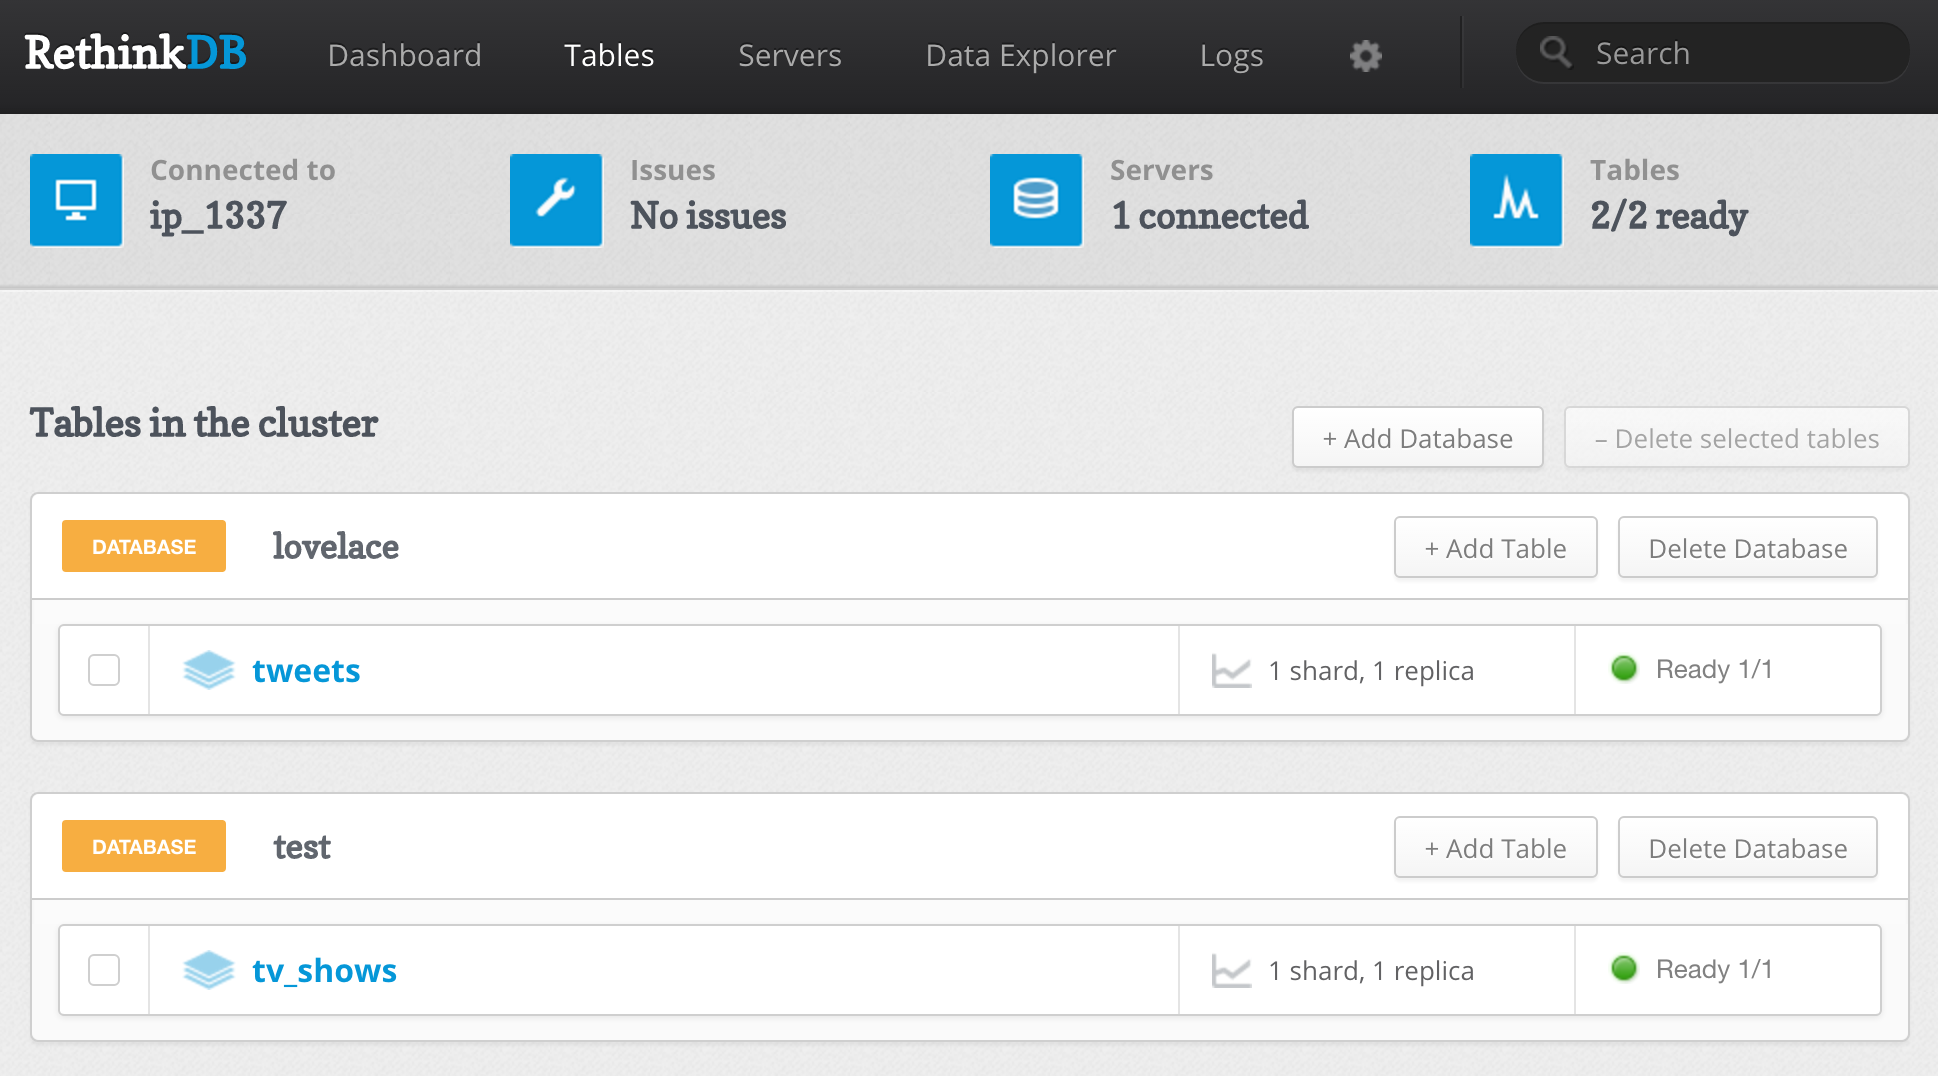 RethinkDB Dashboard Tables Servers Data Explorer Logs Search
Connected to
ip_1337
Issues
No issues
Servers
1 connected
Tables
2/2 ready
Tables in the cluster
+ Add Database
– Delete selected tables
DATABASE lovelace
+ Add Table
Delete Database
tweets
1 shard, 1 replica
Ready 1/1
DATABASE test
+ Add Table
Delete Database
tv_shows
1 shard, 1 replica
Ready 1/1